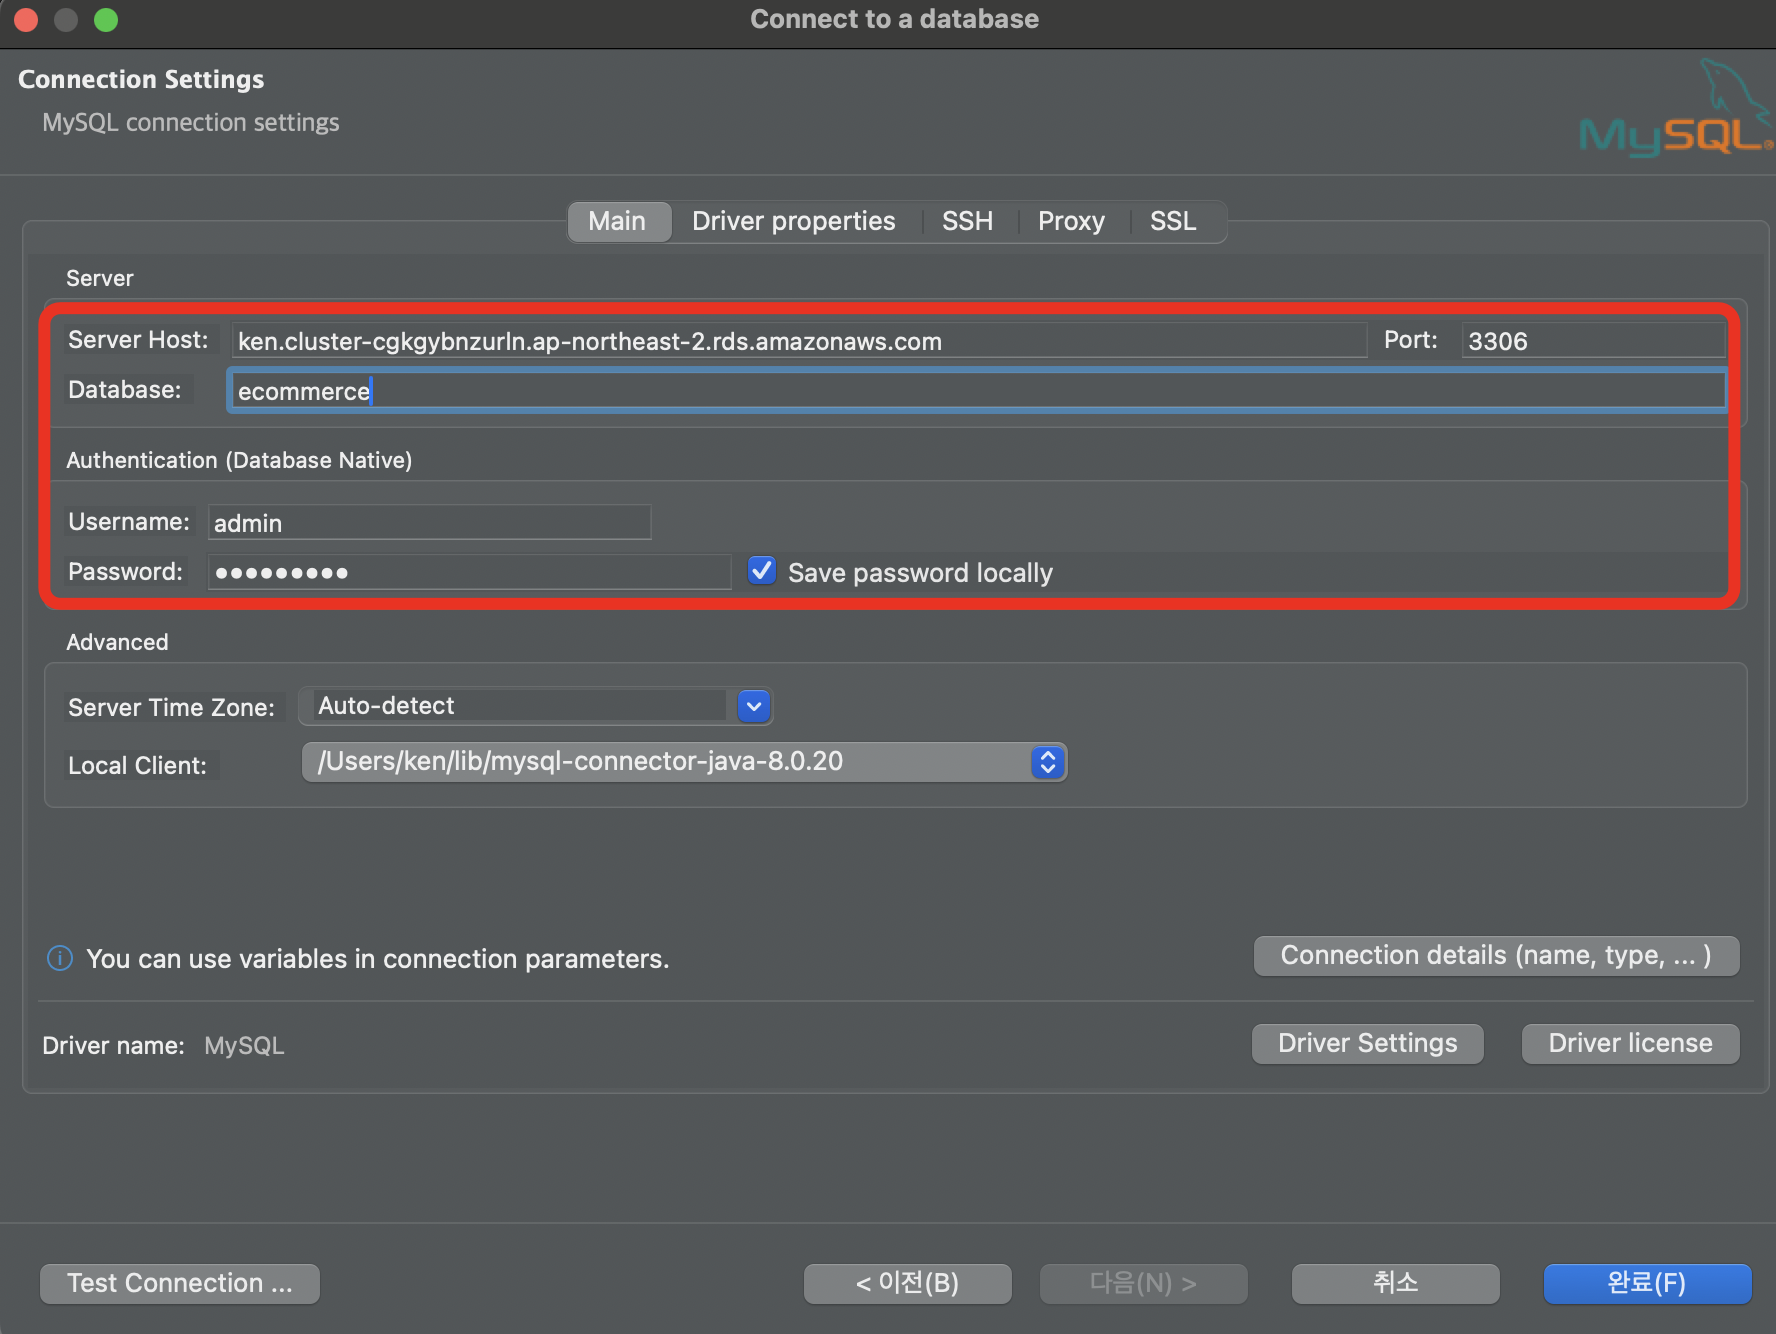 Connect to a database
Connection Settings
MySQL connection settings
MySQL®
Main Driver properties SSH Proxy SSL
Server
Server Host: ken.cluster-cgkgybnzurln.ap-northeast-2.rds.amazonaws.com Port: 3306
Database: ecommerce
Authentication (Database Native)
Username: admin
Password: ●●●●●●●●● Save password locally
Advanced
Server Time Zone: Auto-detect
Local Client: /Users/ken/lib/mysql-connector-java-8.0.20
You can use variables in connection parameters. Connection details (name, type, ... )
Driver name: MySQL Driver Settings Driver license
Test Connection ... < 이전(B) 다음(N) > 취소 완료(F)